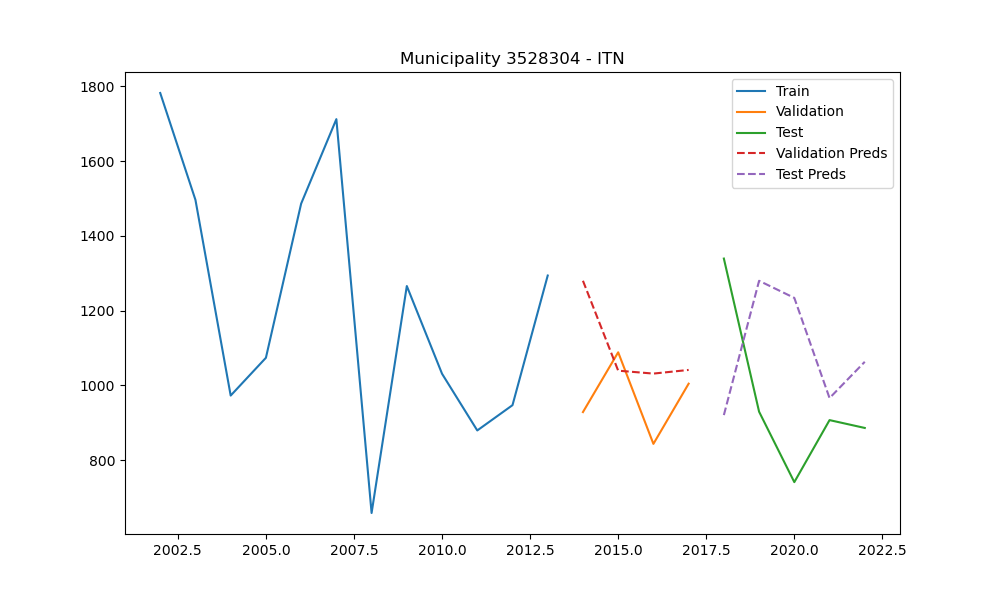 Municipality 3528304 - ITN
1800
1600
1400
1200
1000
800
2002.5 2005.0 2007.5 2010.0 2012.5 2015.0 2017.5 2020.0 2022.5
Train
Validation
Test
Validation Preds
Test Preds